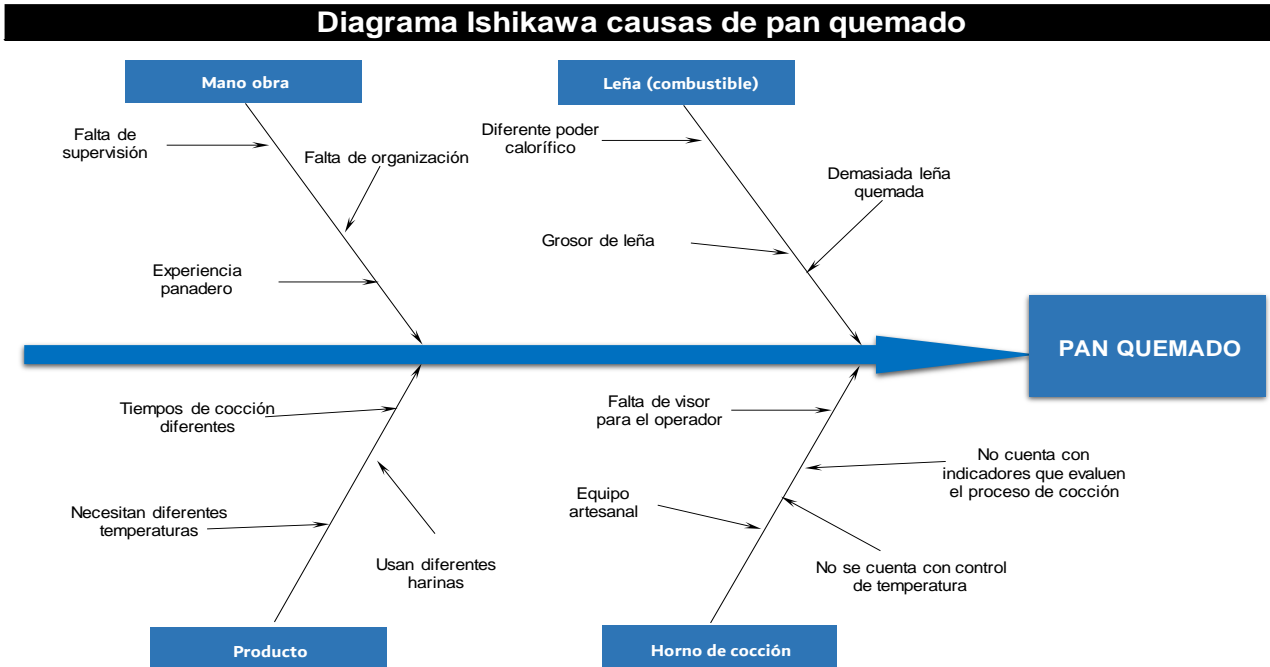 Diagrama Ishikawa causas de pan quemado
Mano obra
Leña (combustible)
Falta de
supervisión
Falta de organización
Experiencia
panadero
Diferente poder
calorífico
Demasiada leña
quemada
Grosor de leña
PAN QUEMADO
Tiempos de cocción
diferentes
Necesitan diferentes
temperaturas
Usan diferentes
harinas
Falta de visor
para el operador
No cuenta con
indicadores que evaluen
el proceso de cocción
Equipo
artesanal
No se cuenta con control
de temperatura
Producto
Horno de cocción